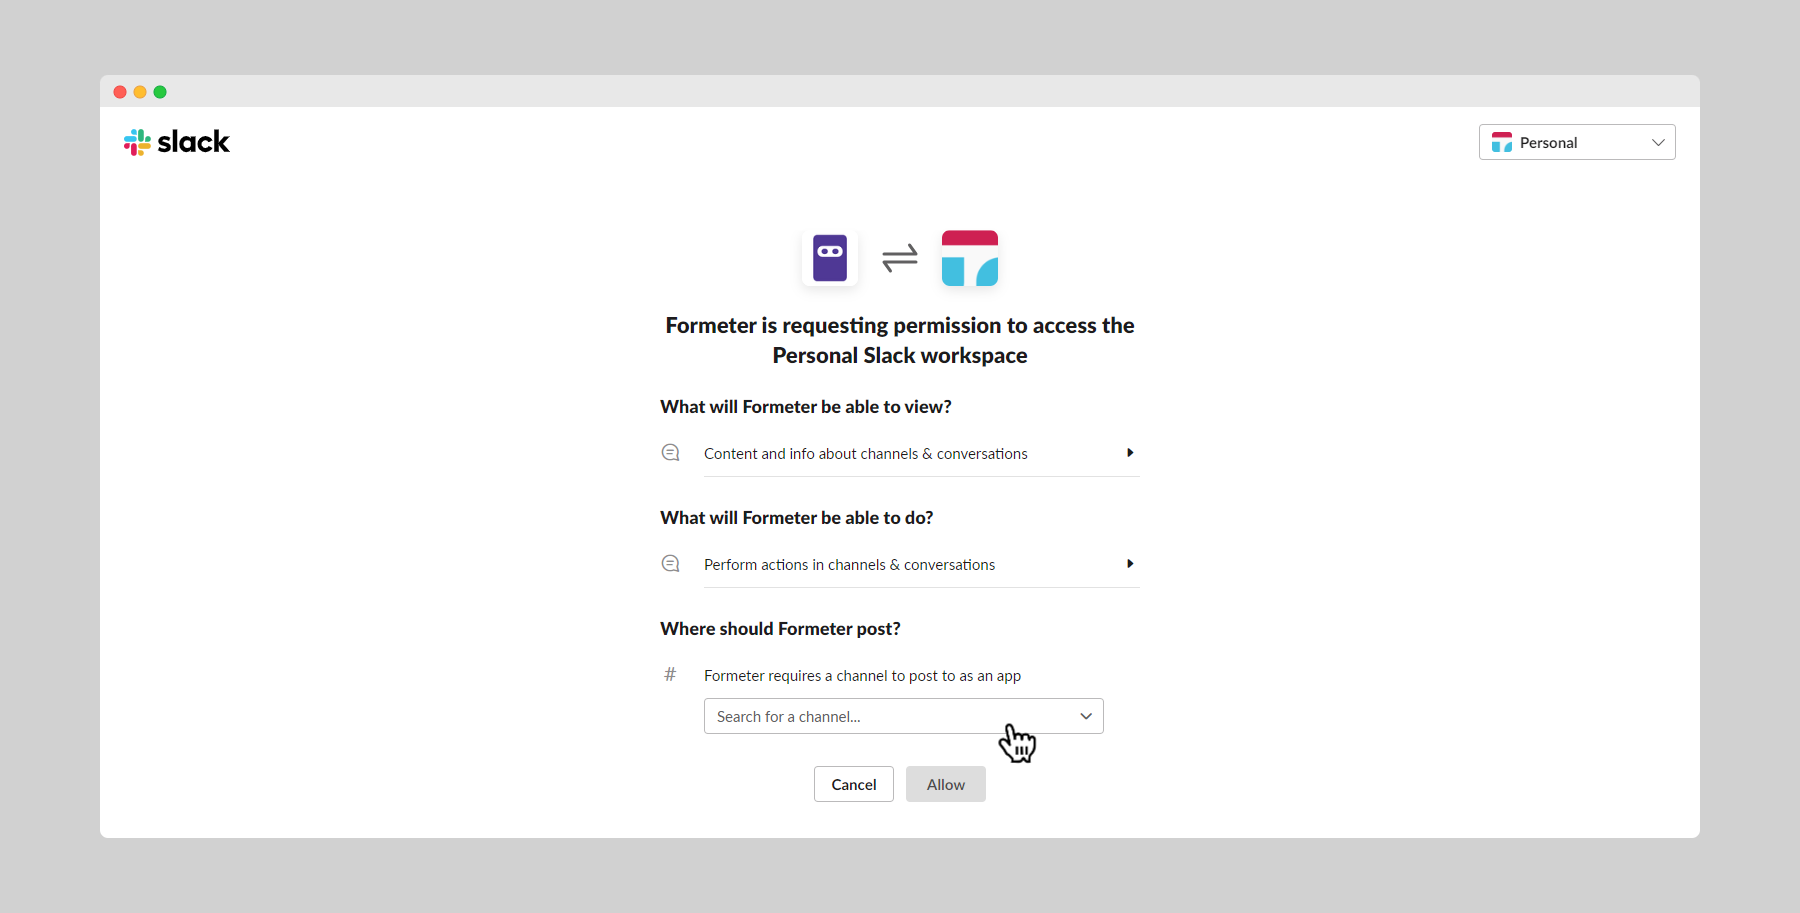 slack
Personal
Formeter is requesting permission to access the
Personal Slack workspace
What will Formeter be able to view?
Content and info about channels & conversations
What will Formeter be able to do?
Perform actions in channels & conversations
Where should Formeter post?
# Formeter requires a channel to post to as an app
Search for a channel...
Cancel Allow